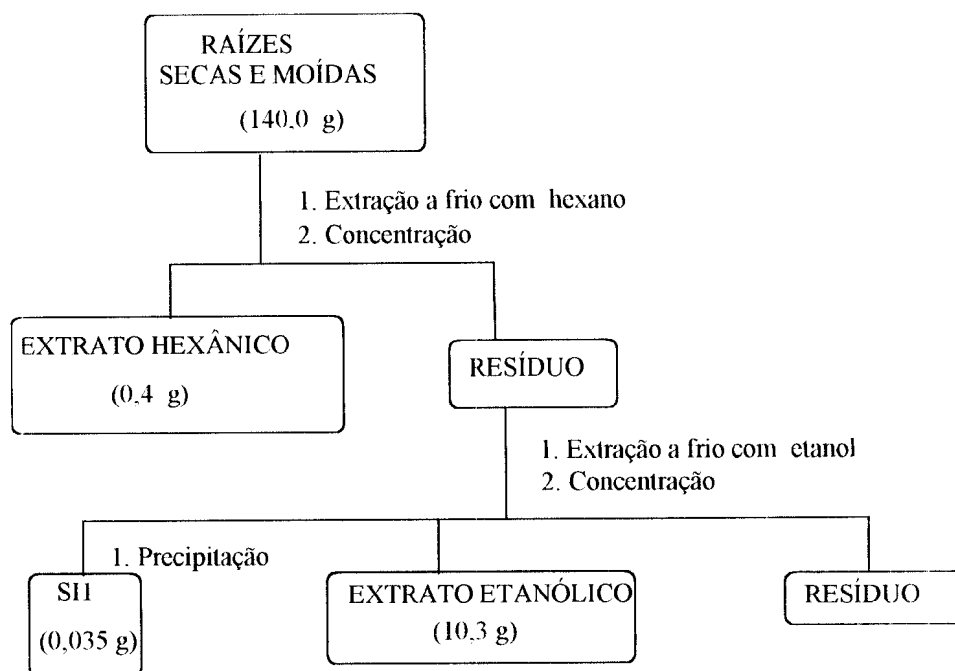 RAÍZES
SECAS E MOÍDAS
(140,0 g)
1. Extração a frio com hexano
2. Concentração
EXTRATO HEXÂNICO
(0,4 g)
RESÍDUO
1. Extração a frio com etanol
2. Concentração
1. Precipitação
SI1
(0,035 g)
EXTRATO ETANÓLICO
(10,3 g)
RESÍDUO